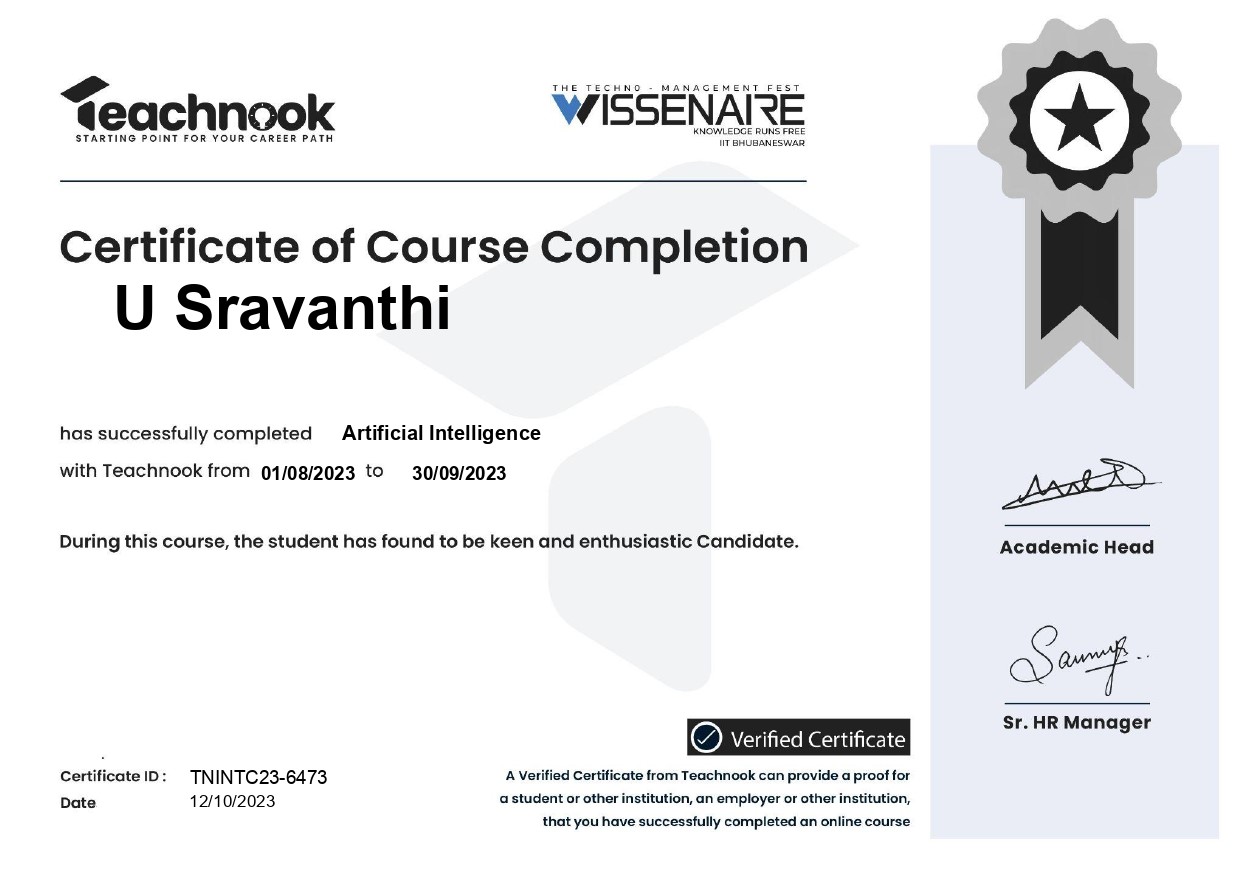 Teachnook
STARTING POINT FOR YOUR CAREER PATH
THE TECHNO - MANAGEMENT FEST
WISSENAIRE
KNOWLEDGE RUNS FREE
IIT BHUBANESWAR
Certificate of Course Completion
U Sravanthi
has successfully completed Artificial Intelligence
with Teachnook from 01/08/2023 to 30/09/2023
During this course, the student has found to be keen and enthusiastic Candidate.
Academic Head
Sr. HR Manager
Verified Certificate
A Verified Certificate from Teachnook can provide a proof for
a student or other institution, an employer or other institution,
that you have successfully completed an online course
Certificate ID : TNINTC23-6473
Date 12/10/2023